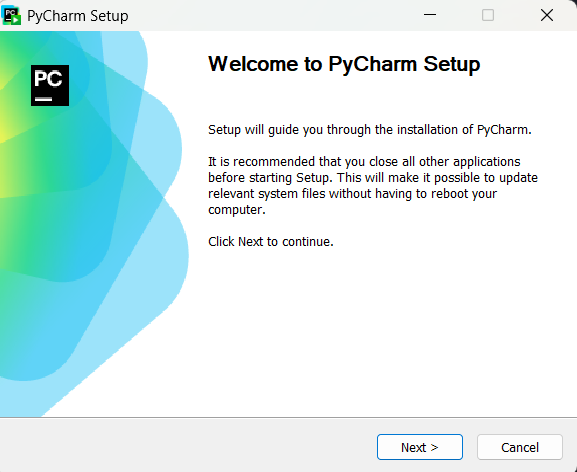 PyCharm Setup
PC
Welcome to PyCharm Setup
Setup will guide you through the installation of PyCharm.
It is recommended that you close all other applications
before starting Setup. This will make it possible to update
relevant system files without having to reboot your
computer.
Click Next to continue.
Next >
Cancel